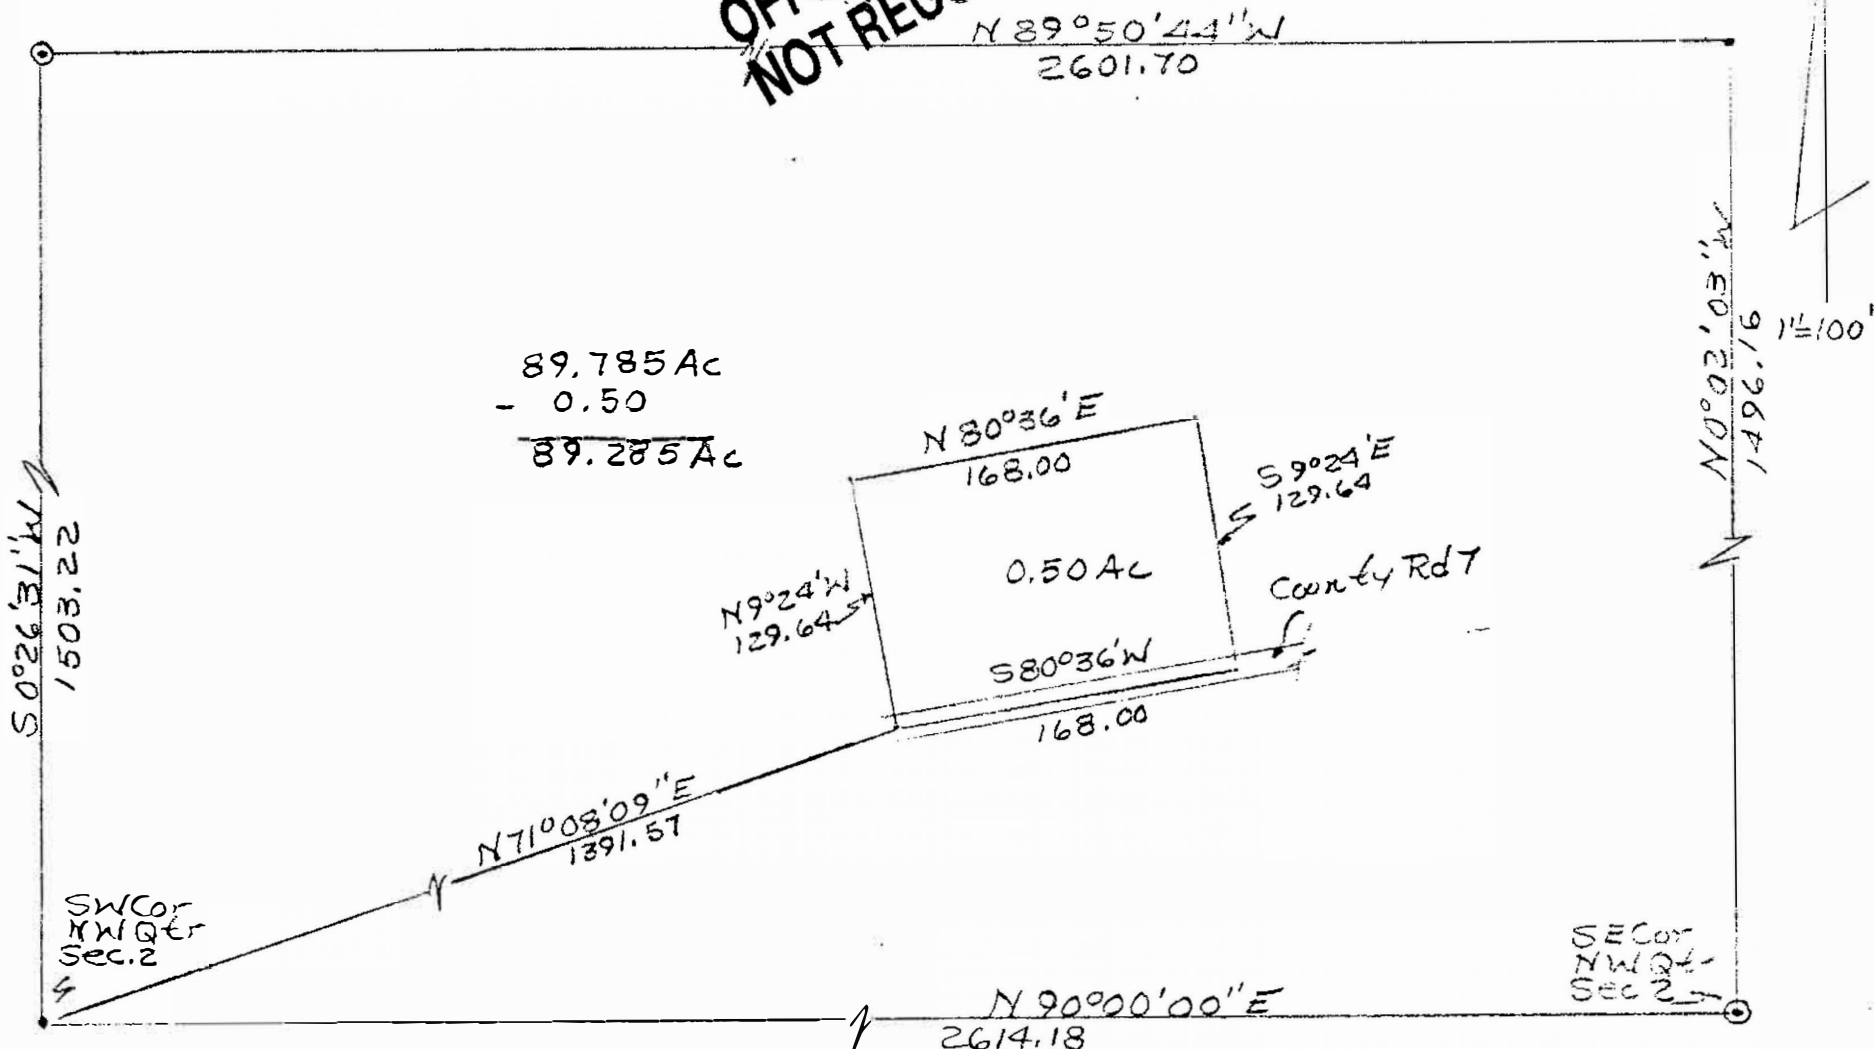 NOT
N 89°50'44"W
2601.70
1"=100'
N0°02'03"W
1496.16
89.785 Ac
- 0.50
89.285 Ac
N 80°36'E
168.00
S 9°24'E
129.64
0.50 Ac
County Rd 7
N9°24'W
129.64
S80°36'W
168.00
S 0°26'31"W
1503.22
N71°08'09"E
1391.57
SW Cor
NW Qtr
Sec. 2
SE Cor
NW Qtr
Sec 2
N 90°00'00"E
2614.18